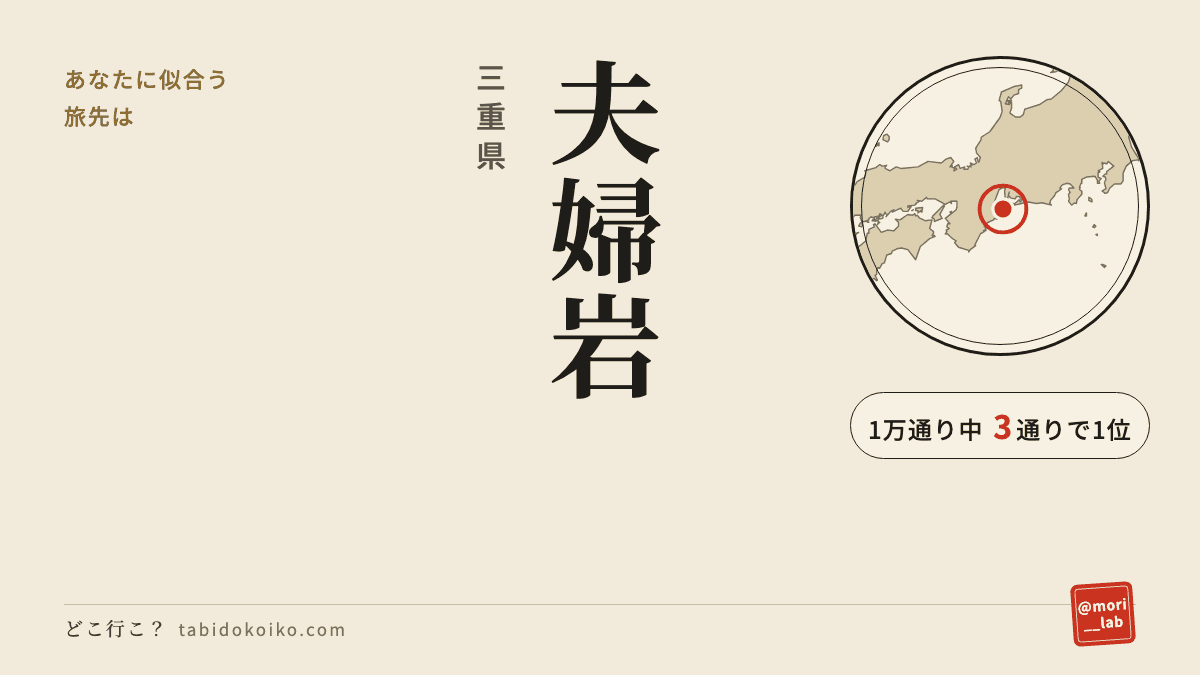 あなたに似合う
旅先は
夫婦岩
三重県
1万通り中 3通りで1位
どこ行こ？ tabidokoiko.com
@mori
__lab